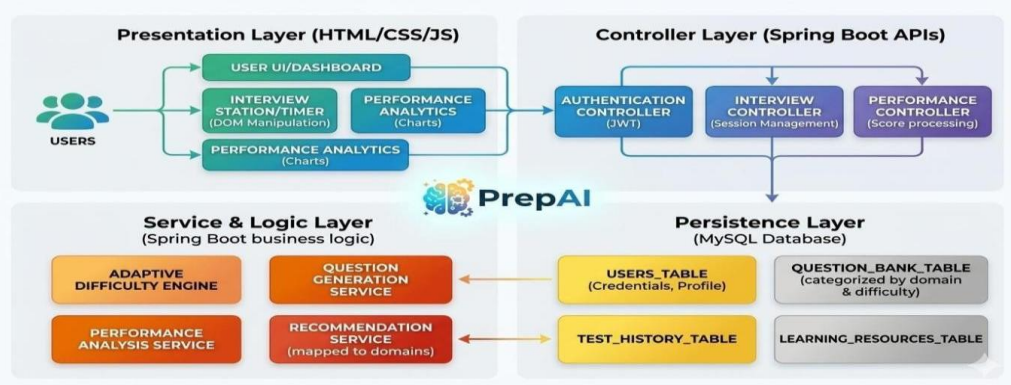 Presentation Layer (HTML/CSS/JS)
USERS
USER UI/DASHBOARD
INTERVIEW
STATION/TIMER
(DOM Manipulation)
PERFORMANCE
ANALYTICS
(Charts)
PERFORMANCE ANALYTICS
(Charts)
Controller Layer (Spring Boot APIs)
AUTHENTICATION
CONTROLLER
(JWT)
INTERVIEW
CONTROLLER
(Session Management)
PERFORMANCE
CONTROLLER
(Score processing)
PrepAI
Service & Logic Layer
(Spring Boot business logic)
ADAPTIVE
DIFFICULTY ENGINE
QUESTION
GENERATION
SERVICE
PERFORMANCE
ANALYSIS SERVICE
RECOMMENDATION
SERVICE
(mapped to domains)
Persistence Layer
(MySQL Database)
USERS_TABLE
(Credentials, Profile)
QUESTION_BANK_TABLE
(categorized by domain
& difficulty)
TEST_HISTORY_TABLE
LEARNING_RESOURCES_TABLE